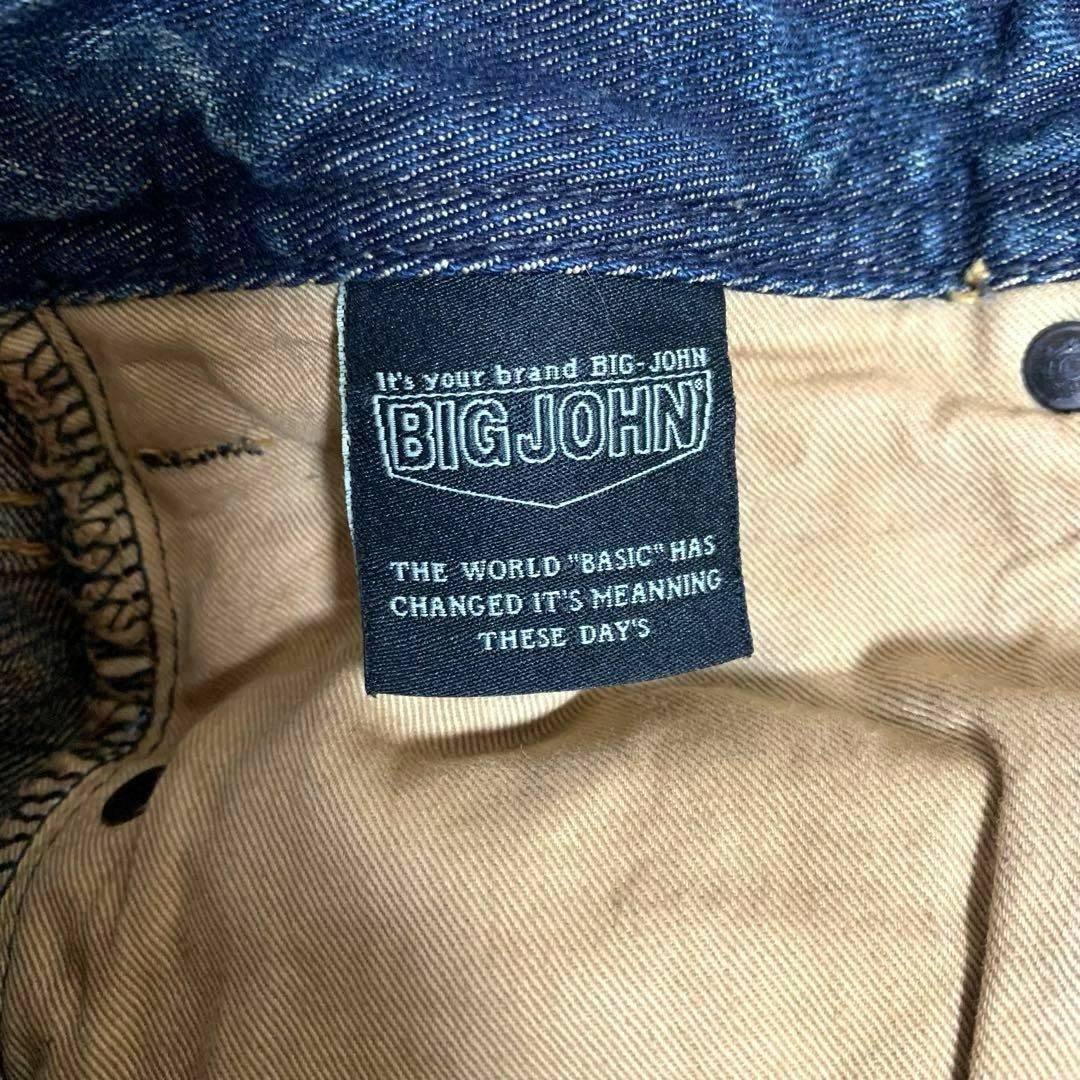 It's your brand BIG-JOHN
BIG JOHN®
THE WORLD "BASIC" HAS
CHANGED IT'S MEANNING
THESE DAY'S